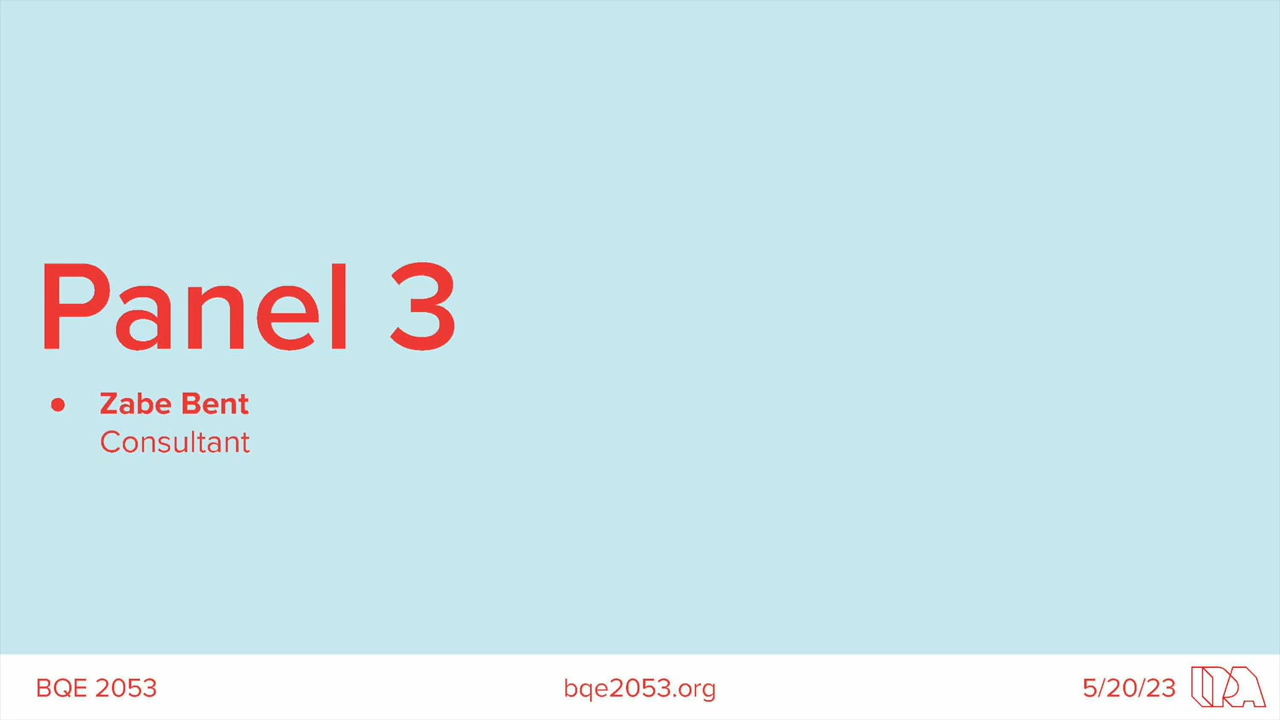 Panel 3
● Zabe Bent
Consultant
BQE 2053
bqe2053.org
5/20/23